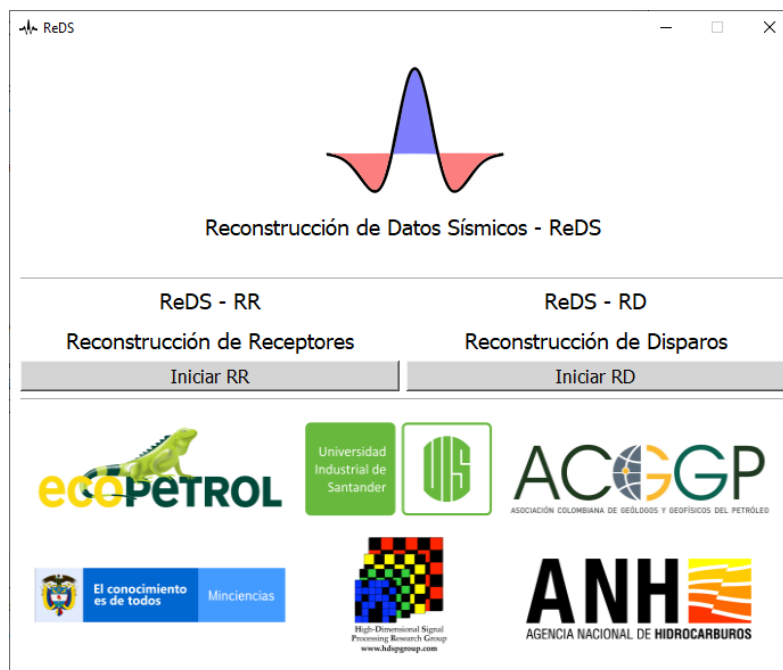 ReDS
Reconstrucción de Datos Sísmicos - ReDS
ReDS - RR
ReDS - RD
Reconstrucción de Receptores
Reconstrucción de Disparos
Iniciar RR
Iniciar RD
ecoPETROL
Universidad
Industrial de
Santander
UIS
ACGGP
ASOCIACIÓN COLOMBIANA DE GEÓLOGOS Y GEOFÍSICOS DEL PETRÓLEO
El conocimiento
es de todos
Minciencias
High-Dimensional Signal
Processing Research Group
www.hdspgroup.com
ANH
AGENCIA NACIONAL DE HIDROCARBUROS